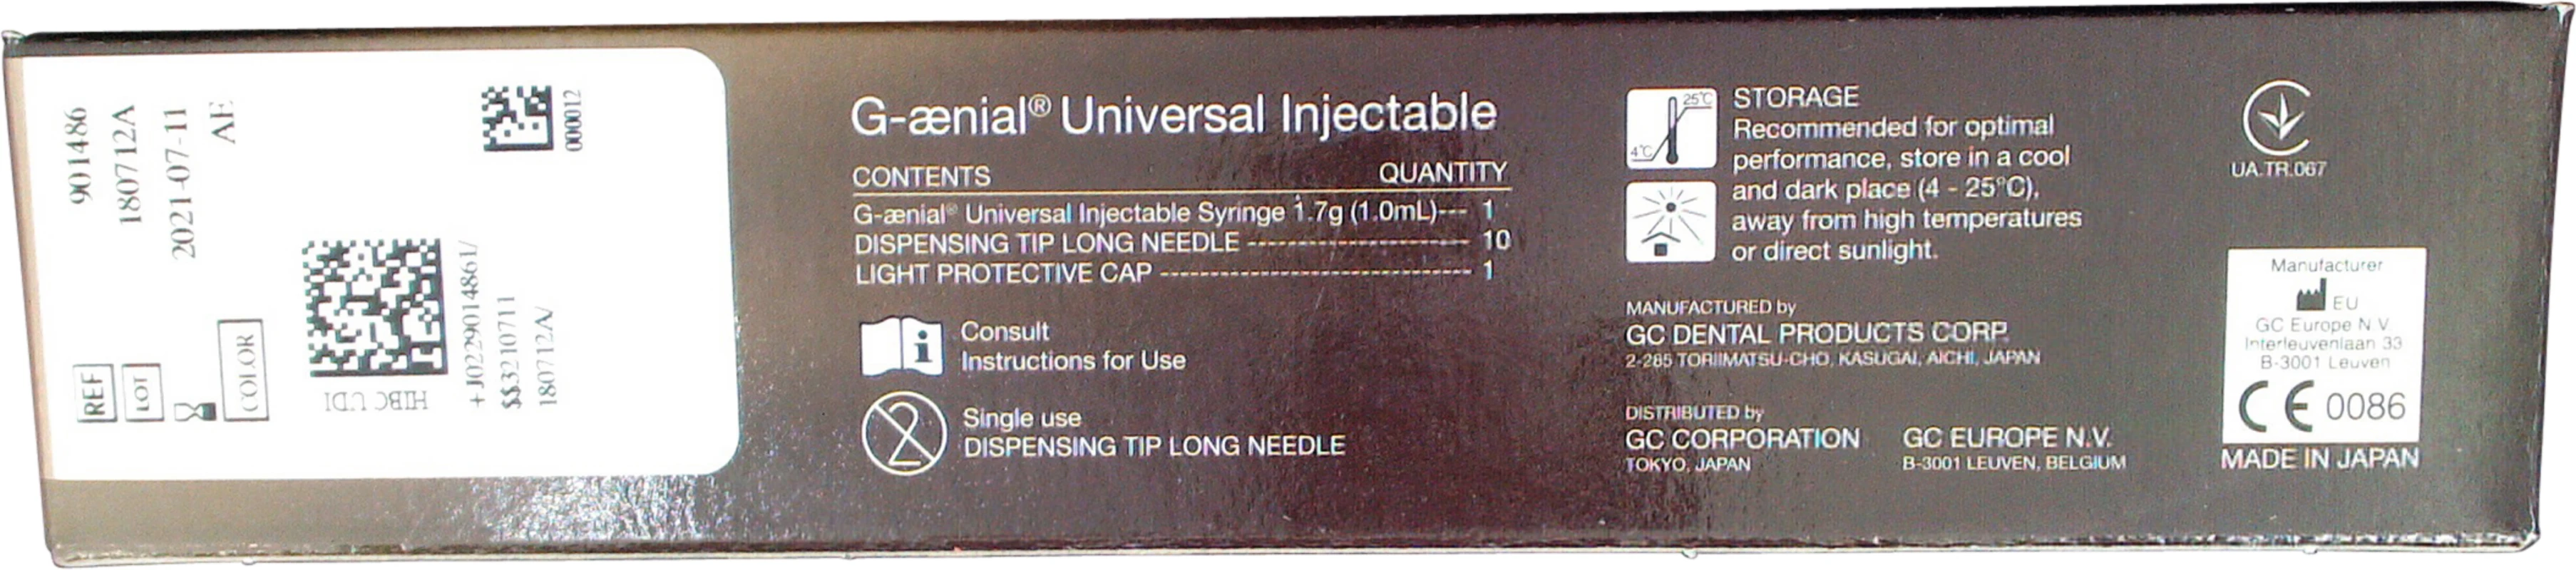 REF 901486
LOT 180712A
2021-07-11
COLOR AE
HIBC UDI
+J0229014861/
$$3210711
180712A/
000012
G-ænial® Universal Injectable
CONTENTS QUANTITY
G-ænial® Universal Injectable Syringe 1.7g (1.0mL)--- 1
DISPENSING TIP LONG NEEDLE ---------------------- 10
LIGHT PROTECTIVE CAP ------------------------------- 1
Consult
Instructions for Use
2
Single use
DISPENSING TIP LONG NEEDLE
25℃
4℃
STORAGE
Recommended for optimal
performance, store in a cool
and dark place (4 - 25°C),
away from high temperatures
or direct sunlight.
MANUFACTURED by
GC DENTAL PRODUCTS CORP.
2-285 TORIIMATSU-CHO, KASUGAI, AICHI, JAPAN
DISTRIBUTED by
GC CORPORATION
TOKYO, JAPAN
GC EUROPE N.V.
B-3001 LEUVEN, BELGIUM
UA.TR.067
Manufacturer
EU
GC Europe N.V.
Interleuvenlaan 33
B-3001 Leuven
CE 0086
MADE IN JAPAN